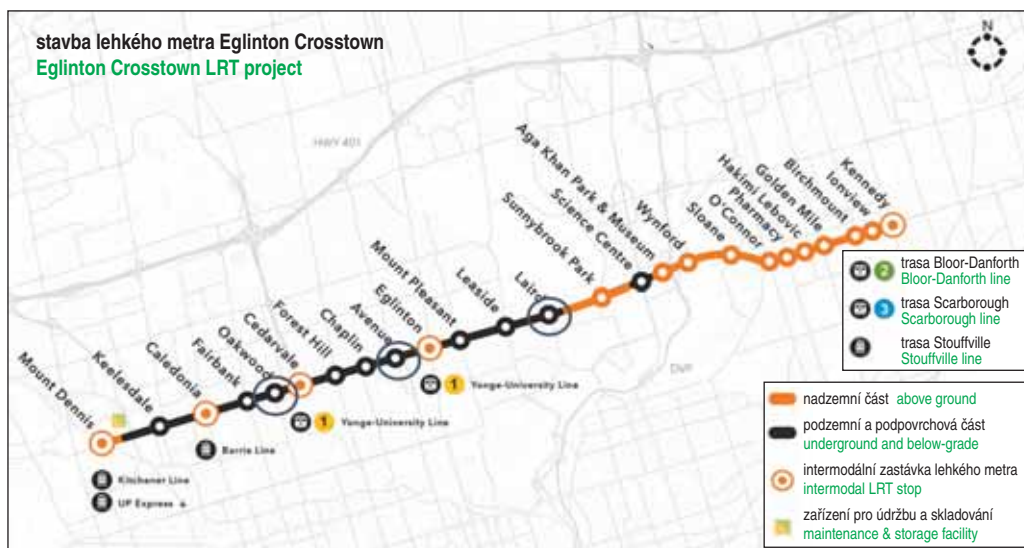 stavba lehkého metra Eglinton Crosstown
Eglinton Crosstown LRT project
N
HWY 401
DVP
Mount Dennis
Keelesdale
Caledonia
Fairbank
Oakwood
Cedarvale
Forest Hill
Chaplin
Avenue
Eglinton
Mount Pleasant
Leaside
Laird
Sunnybrook Park
Science Centre
Aga Khan Park & Museum
Wynford
Sloane
O'Connor
Pharmacy
Hakimi Lebovic
Golden Mile
Birchmount
Ionview
Kennedy
Kitchener Line
UP Express
Barrie Line
1 Yonge-University Line
1 Yonge-University Line
2 trasa Bloor-Danforth
Bloor-Danforth line
3 trasa Scarborough
Scarborough line
trasa Stouffville
Stouffville line
nadzemní část above ground
podzemní a podpovrchová část
underground and below-grade
intermodální zastávka lehkého metra
intermodal LRT stop
zařízení pro údržbu a skladování
maintenance & storage facility